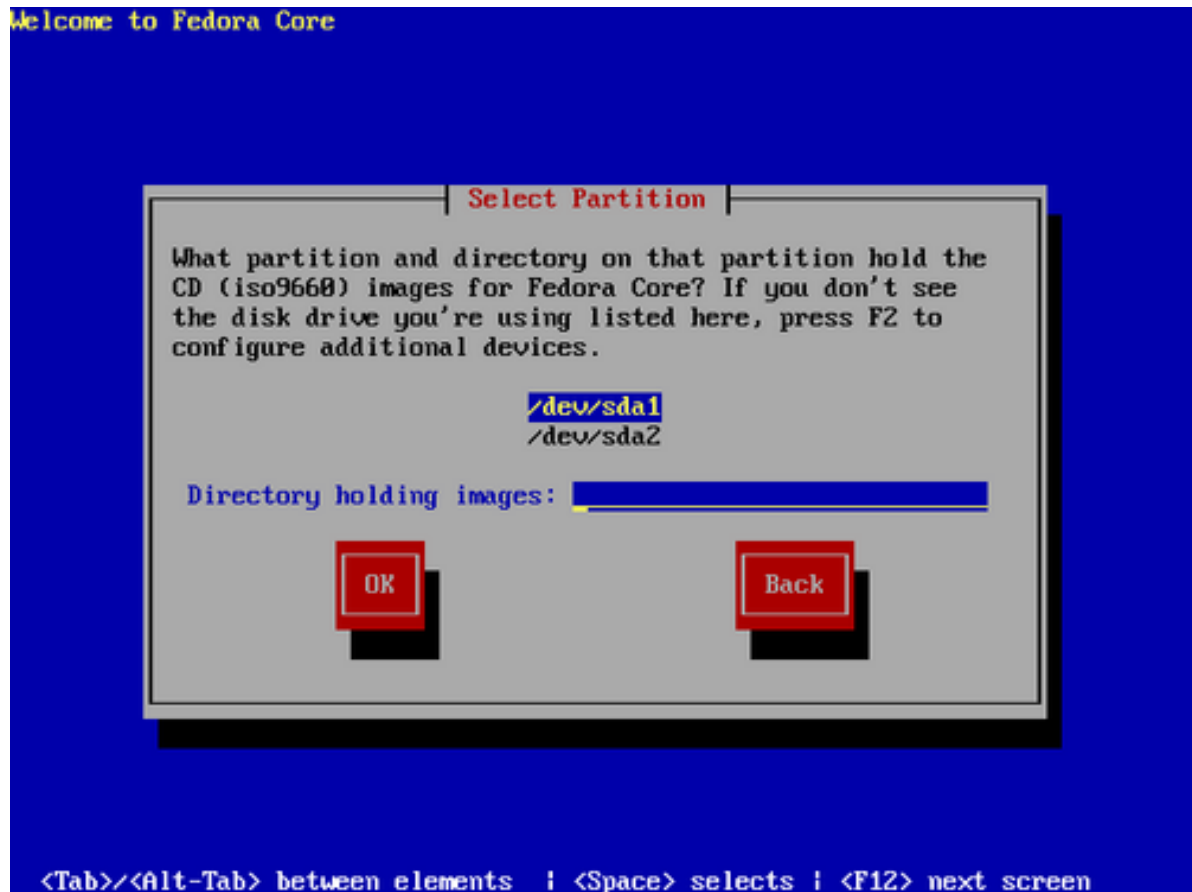 Welcome to Fedora Core
Select Partition
What partition and directory on that partition hold the
CD (iso9660) images for Fedora Core? If you don't see
the disk drive you're using listed here, press F2 to
configure additional devices.
/dev/sda1
/dev/sda2
Directory holding images:
OK Back
<Tab>/<Alt-Tab> between elements | <Space> selects | <F12> next screen